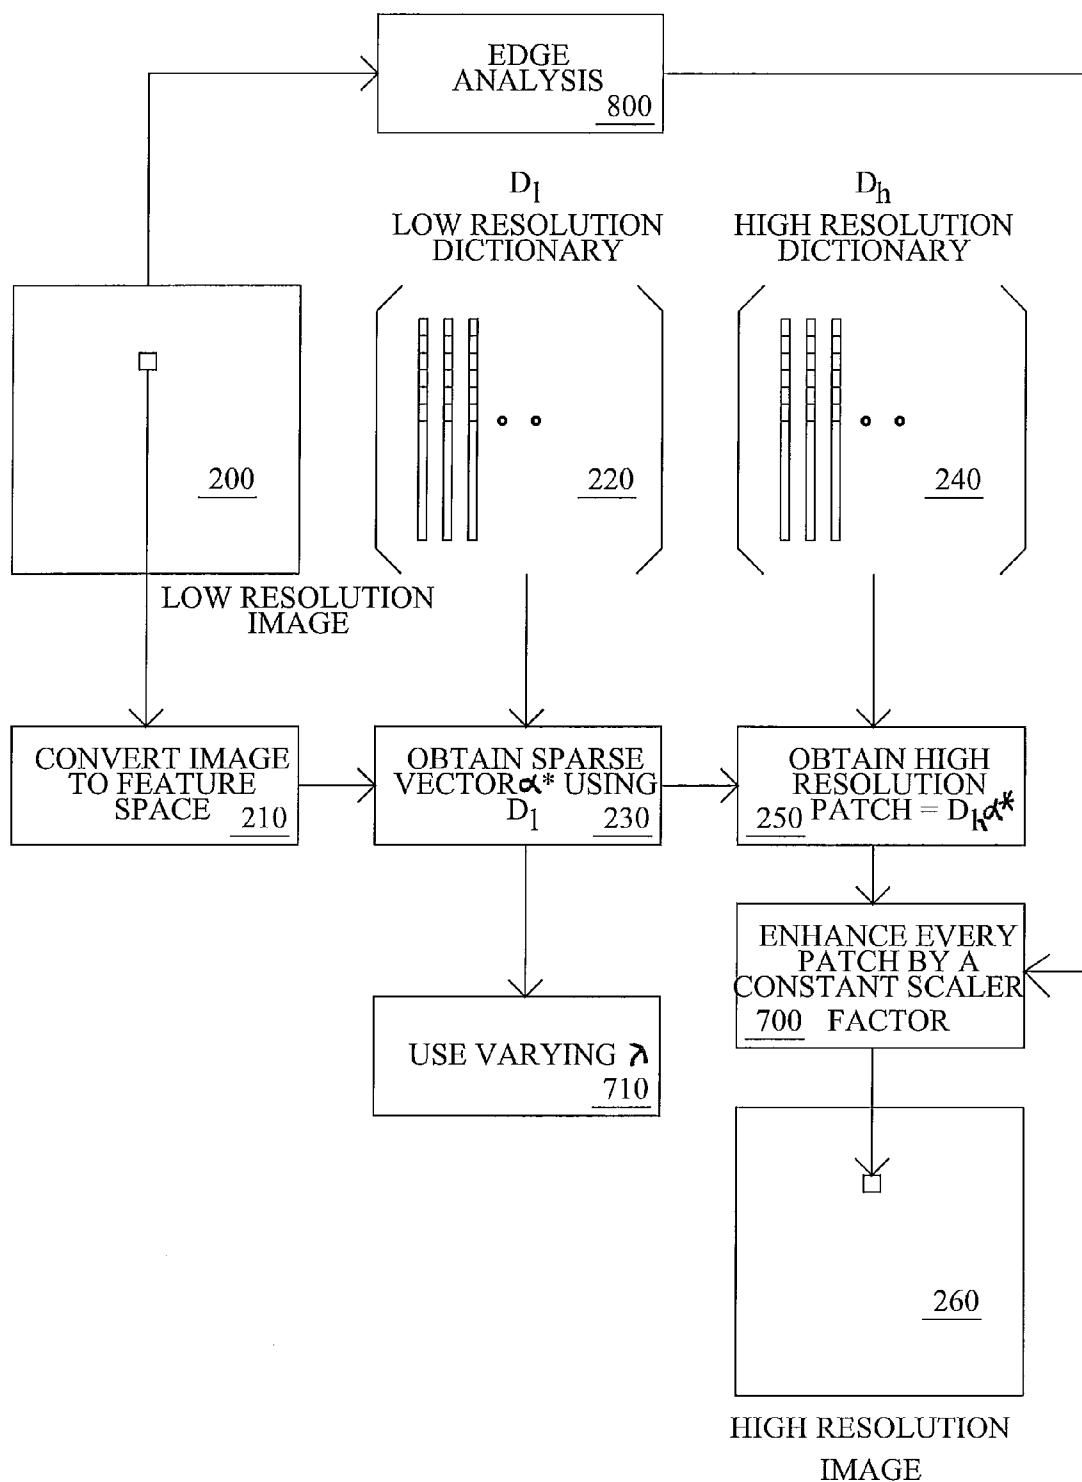 EDGE
ANALYSIS
800
D_l
LOW RESOLUTION
DICTIONARY
D_h
HIGH RESOLUTION
DICTIONARY
200
220
240
LOW RESOLUTION
IMAGE
CONVERT IMAGE
TO FEATURE
SPACE 210
OBTAIN SPARSE
VECTOR α* USING
D_l 230
OBTAIN HIGH
RESOLUTION
250 PATCH = D_h α*
ENHANCE EVERY
PATCH BY A
CONSTANT SCALER
700 FACTOR
USE VARYING λ
710
260
HIGH RESOLUTION
IMAGE